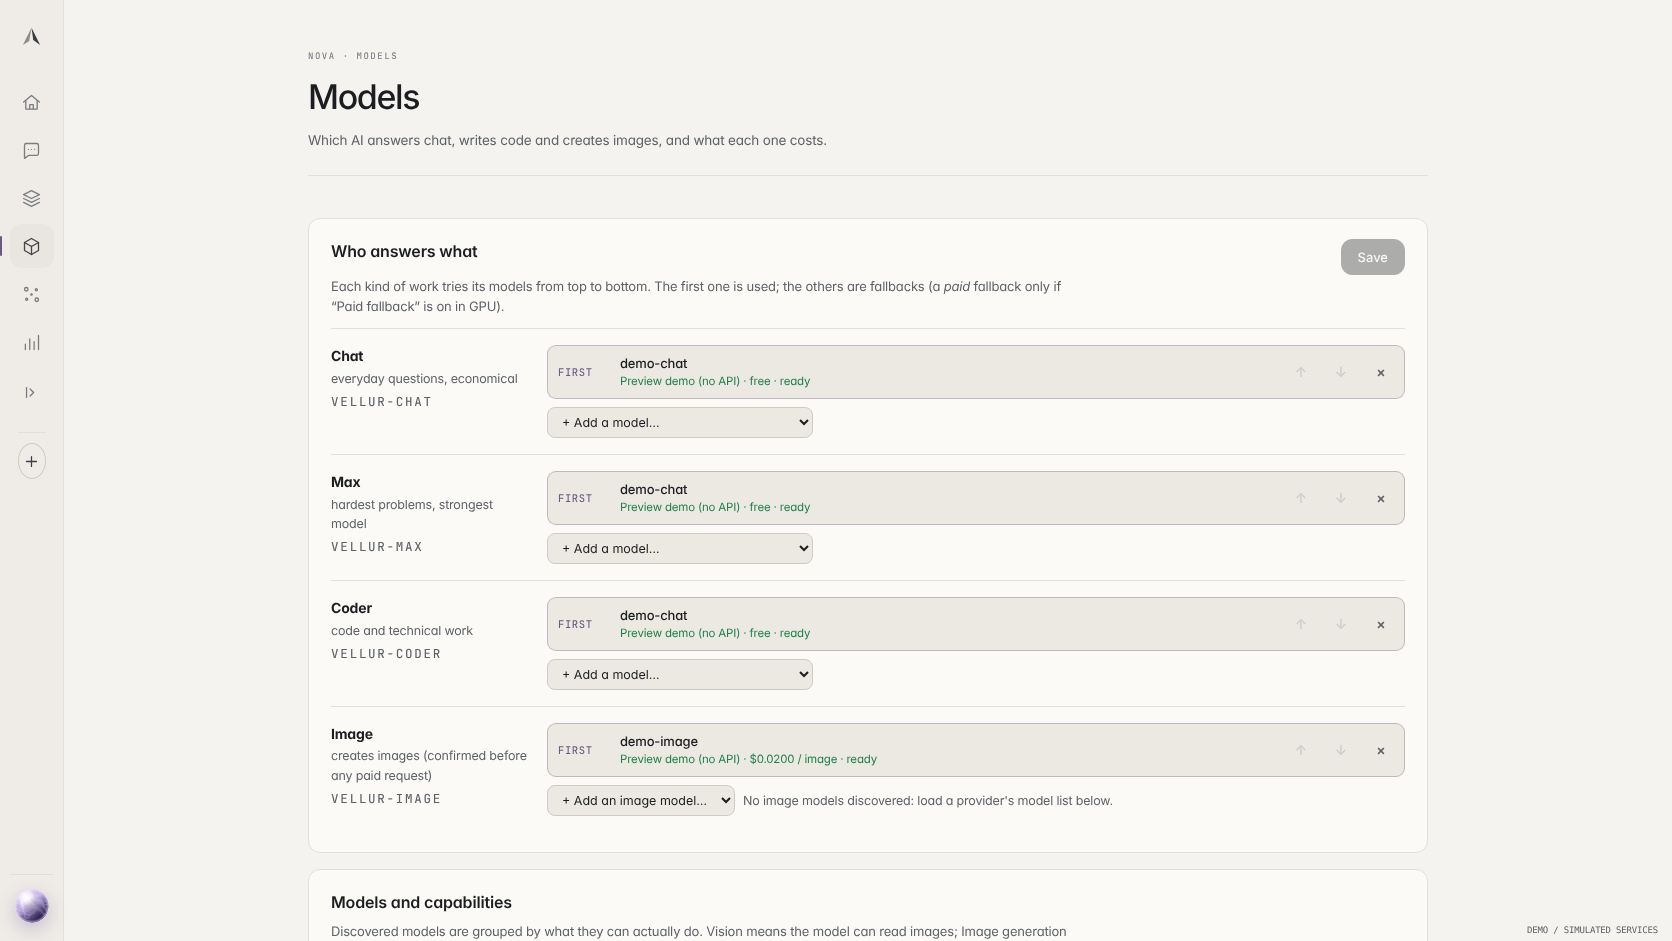 NOVA · MODELS
Models
Which AI answers chat, writes code and creates images, and what each one costs.
Who answers what
Save
Each kind of work tries its models from top to bottom. The first one is used; the others are fallbacks (a paid fallback only if
“Paid fallback” is on in GPU).
Chat
everyday questions, economical
VELLUR-CHAT
FIRST
demo-chat
Preview demo (no API) · free · ready
↑ ↓ ×
+ Add a model...
Max
hardest problems, strongest
model
VELLUR-MAX
FIRST
demo-chat
Preview demo (no API) · free · ready
↑ ↓ ×
+ Add a model...
Coder
code and technical work
VELLUR-CODER
FIRST
demo-chat
Preview demo (no API) · free · ready
↑ ↓ ×
+ Add a model...
Image
creates images (confirmed before
any paid request)
VELLUR-IMAGE
FIRST
demo-image
Preview demo (no API) · $0.0200 / image · ready
↑ ↓ ×
+ Add an image model...
No image models discovered: load a provider's model list below.
Models and capabilities
Discovered models are grouped by what they can actually do. Vision means the model can read images; Image generation
DEMO / SIMULATED SERVICES